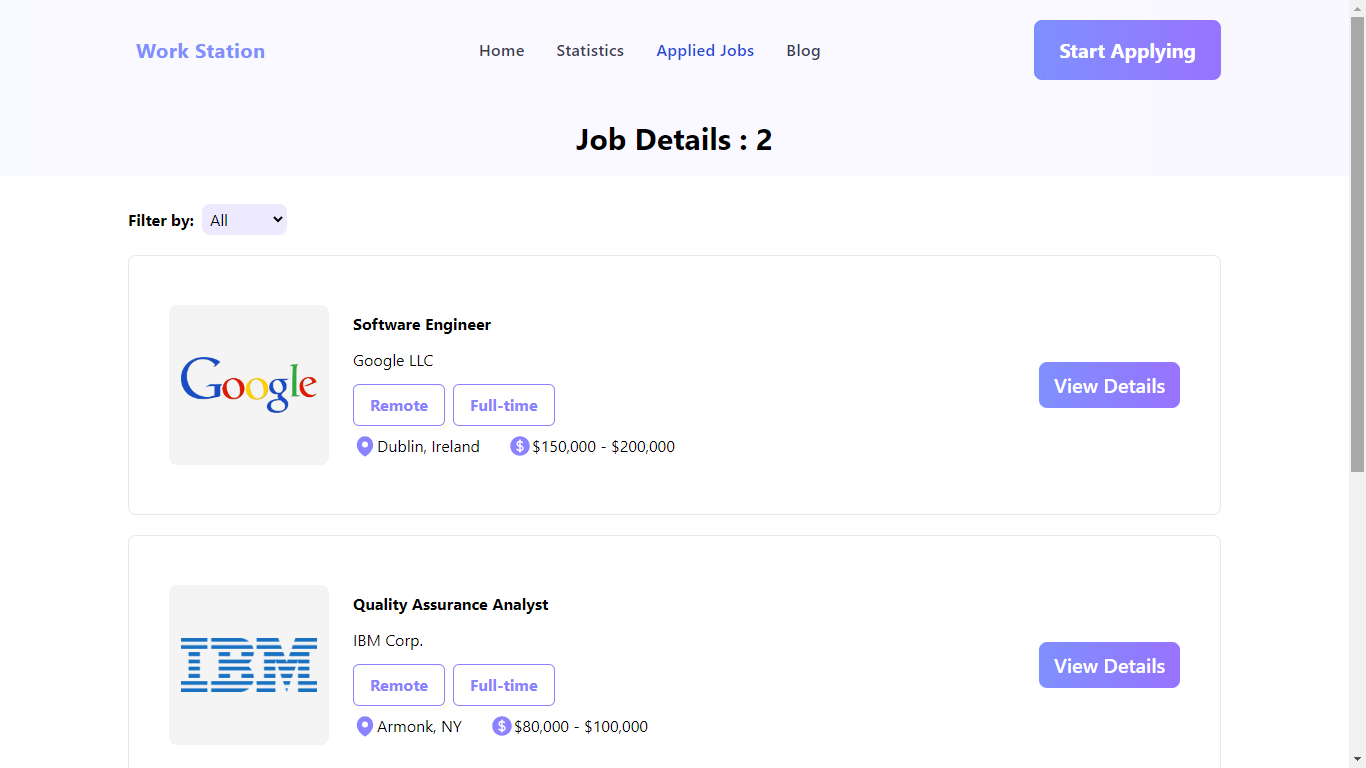 Work Station
Home
Statistics
Applied Jobs
Blog
Start Applying
Job Details : 2
Filter by:
All
Google
Software Engineer
Google LLC
Remote
Full-time
Dublin, Ireland
$ $150,000 - $200,000
View Details
IBM
Quality Assurance Analyst
IBM Corp.
Remote
Full-time
Armonk, NY
$ $80,000 - $100,000
View Details